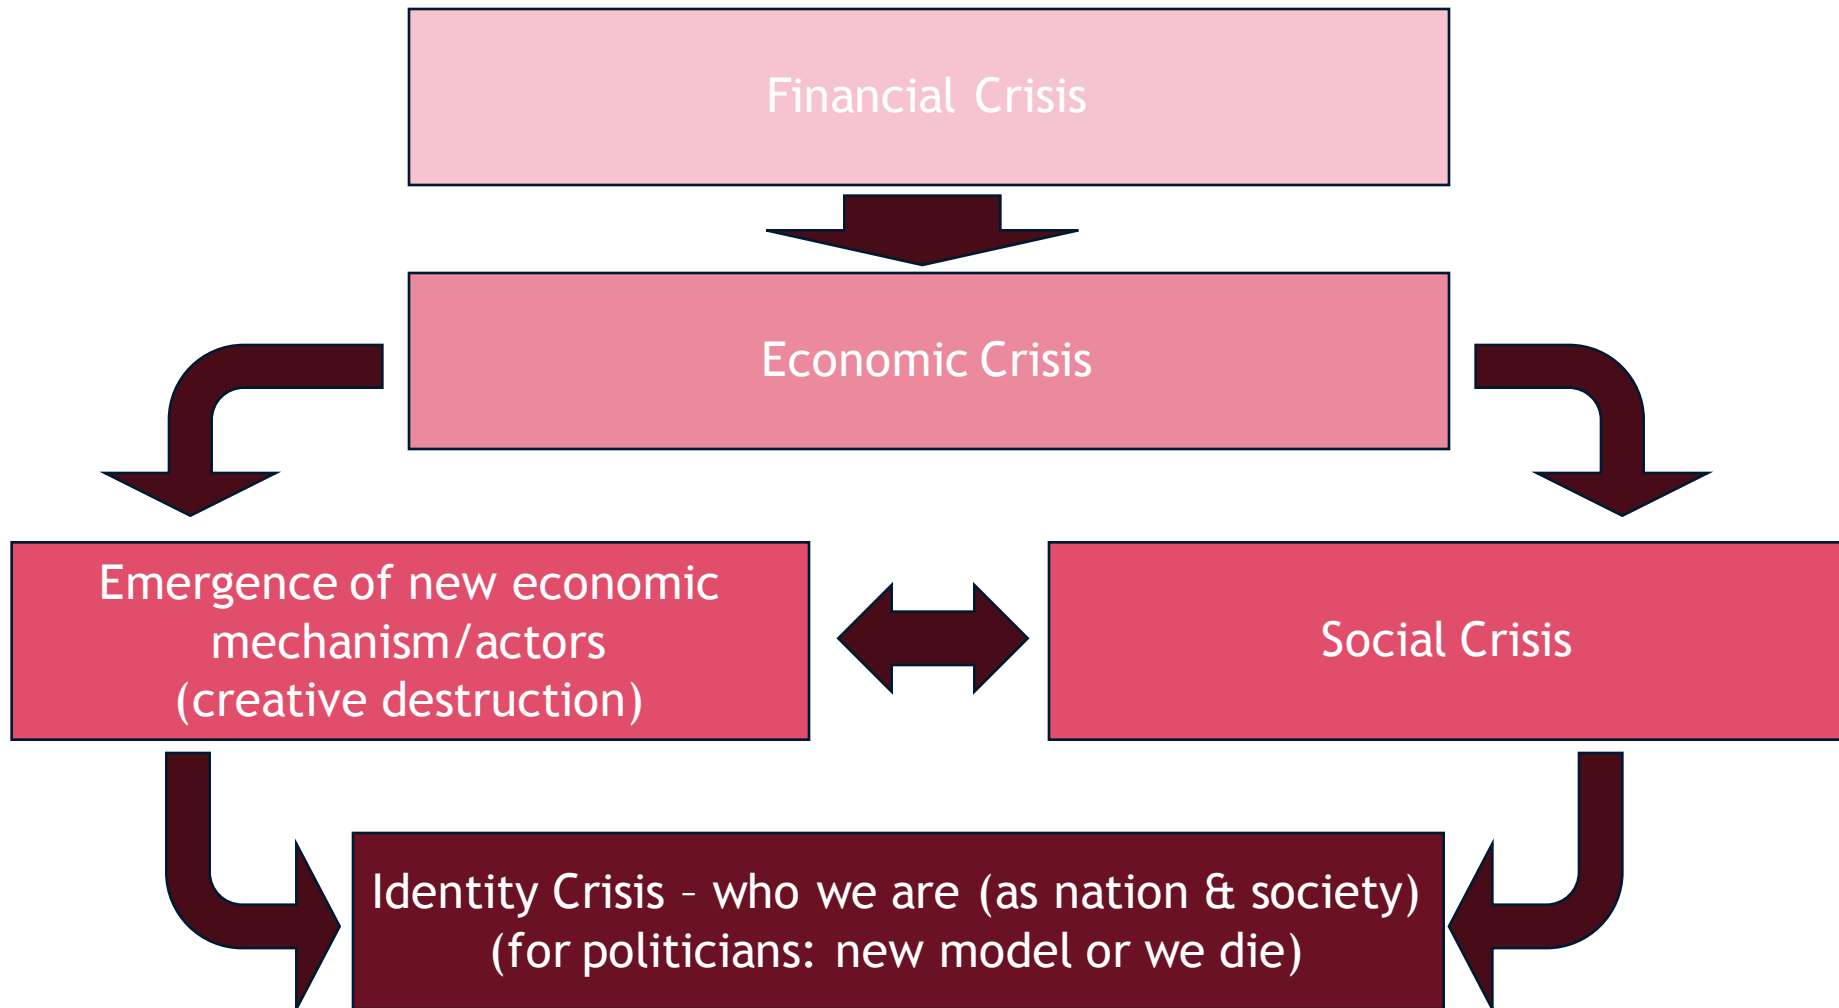 Financial Crisis
Economic Crisis
Emergence of new economic
mechanism/actors
(creative destruction)
Social Crisis
Identity Crisis – who we are (as nation & society)
(for politicians: new model or we die)